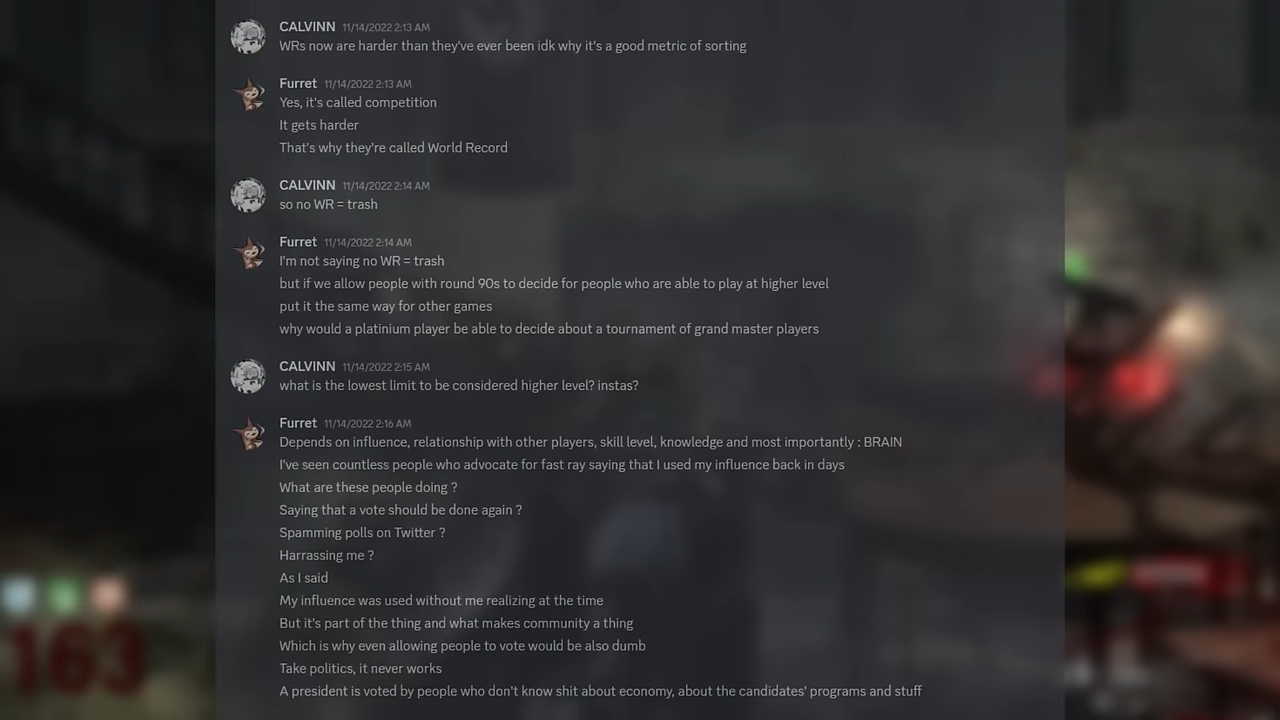 CALVINN 11/14/2022 2:13 AM
WRs now are harder than they've ever been idk why it's a good metric of sorting
Furret 11/14/2022 2:13 AM
Yes, it's called competition
It gets harder
That's why they're called World Record
CALVINN 11/14/2022 2:14 AM
so no WR = trash
Furret 11/14/2022 2:14 AM
I'm not saying no WR = trash
but if we allow people with round 90s to decide for people who are able to play at higher level
put it the same way for other games
why would a platinium player be able to decide about a tournament of grand master players
CALVINN 11/14/2022 2:15 AM
what is the lowest limit to be considered higher level? instas?
Furret 11/14/2022 2:16 AM
Depends on influence, relationship with other players, skill level, knowledge and most importantly : BRAIN
I've seen countless people who advocate for fast ray saying that I used my influence back in days
What are these people doing ?
Saying that a vote should be done again ?
Spamming polls on Twitter ?
Harrassing me ?
As I said
My influence was used without me realizing at the time
But it's part of the thing and what makes community a thing
Which is why even allowing people to vote would be also dumb
Take politics, it never works
A president is voted by people who don't know shit about economy, about the candidates' programs and stuff
163